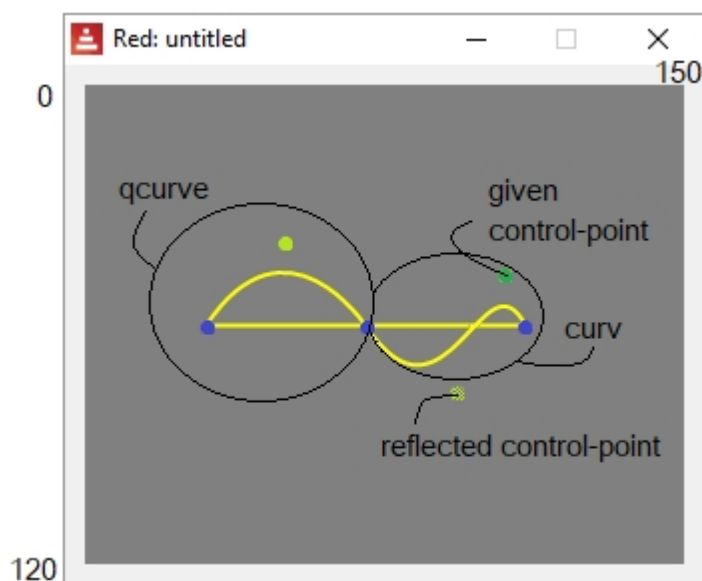 Red: untitled
150
0
qcurve
given
control-point
curv
reflected control-point
120